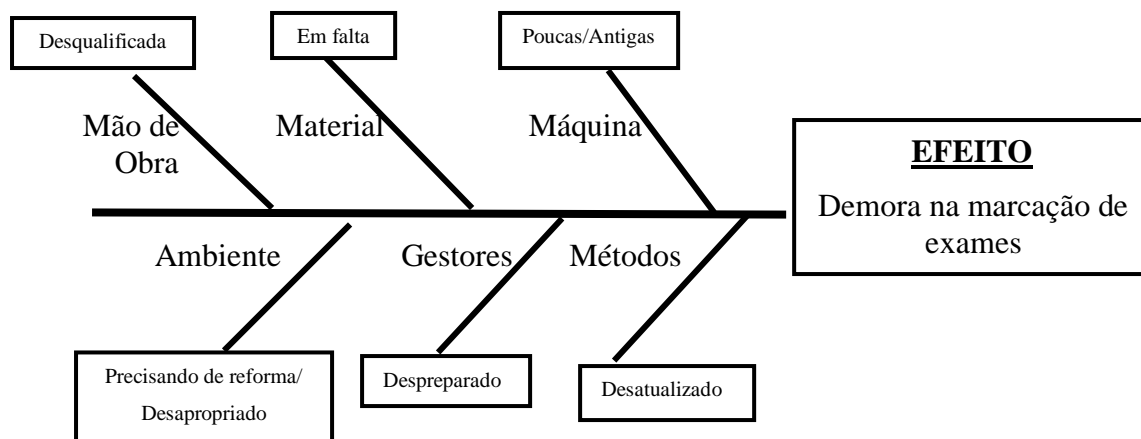 Desqualificada
Em falta
Poucas/Antigas
Mão de
Obra
Material
Máquina
EFEITO
Demora na marcação de
exames
Ambiente
Gestores
Métodos
Precisando de reforma/
Desapropriado
Despreparado
Desatualizado